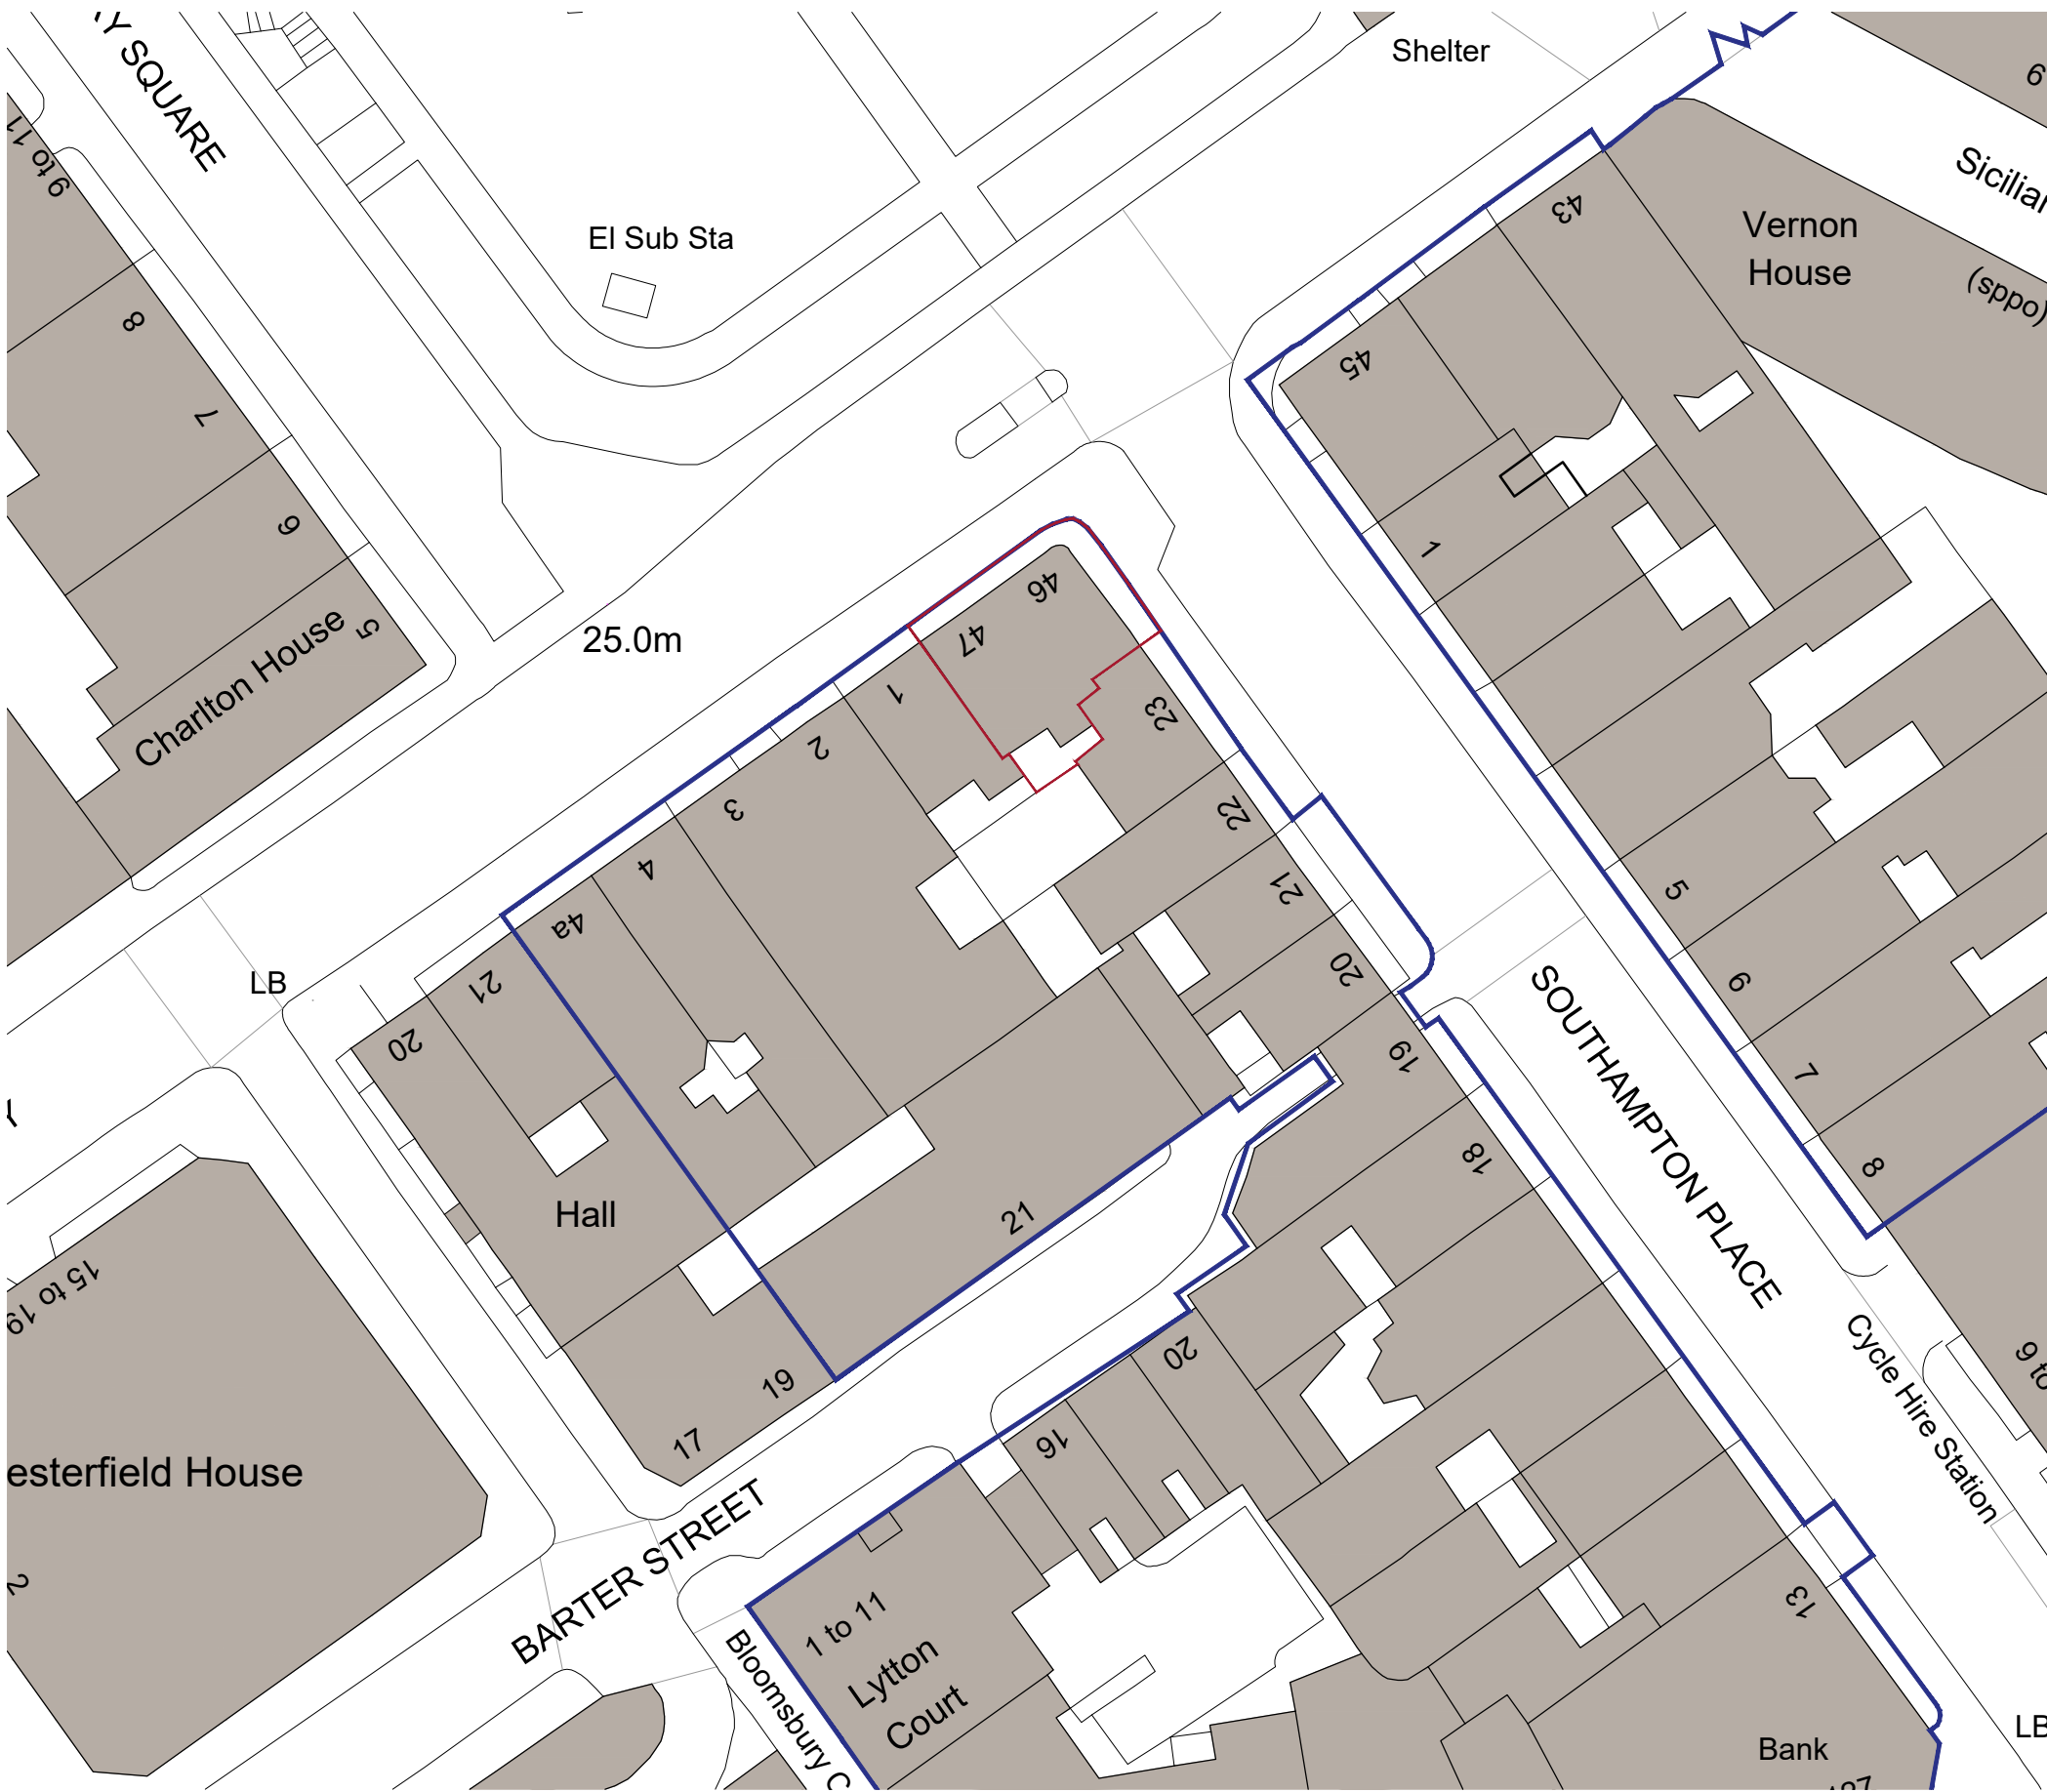 Y SQUARE
Shelter
6
9 to 11
Sicilian
El Sub Sta
43
Vernon
House
(sppo)
8
45
7
6
1
46
5
47
25.0m
Charlton House
1
23
2
3
22
4
21
5
4a
20
LB
21
6
SOUTHAMPTON PLACE
20
19
7
18
8
Hall
21
15 to 19
20
Cycle Hire Station
9 to
19
16
17
esterfield House
BARTER STREET
2
13
1 to 11
Lytton
Court
Bloomsbury C
Bank
LB
127